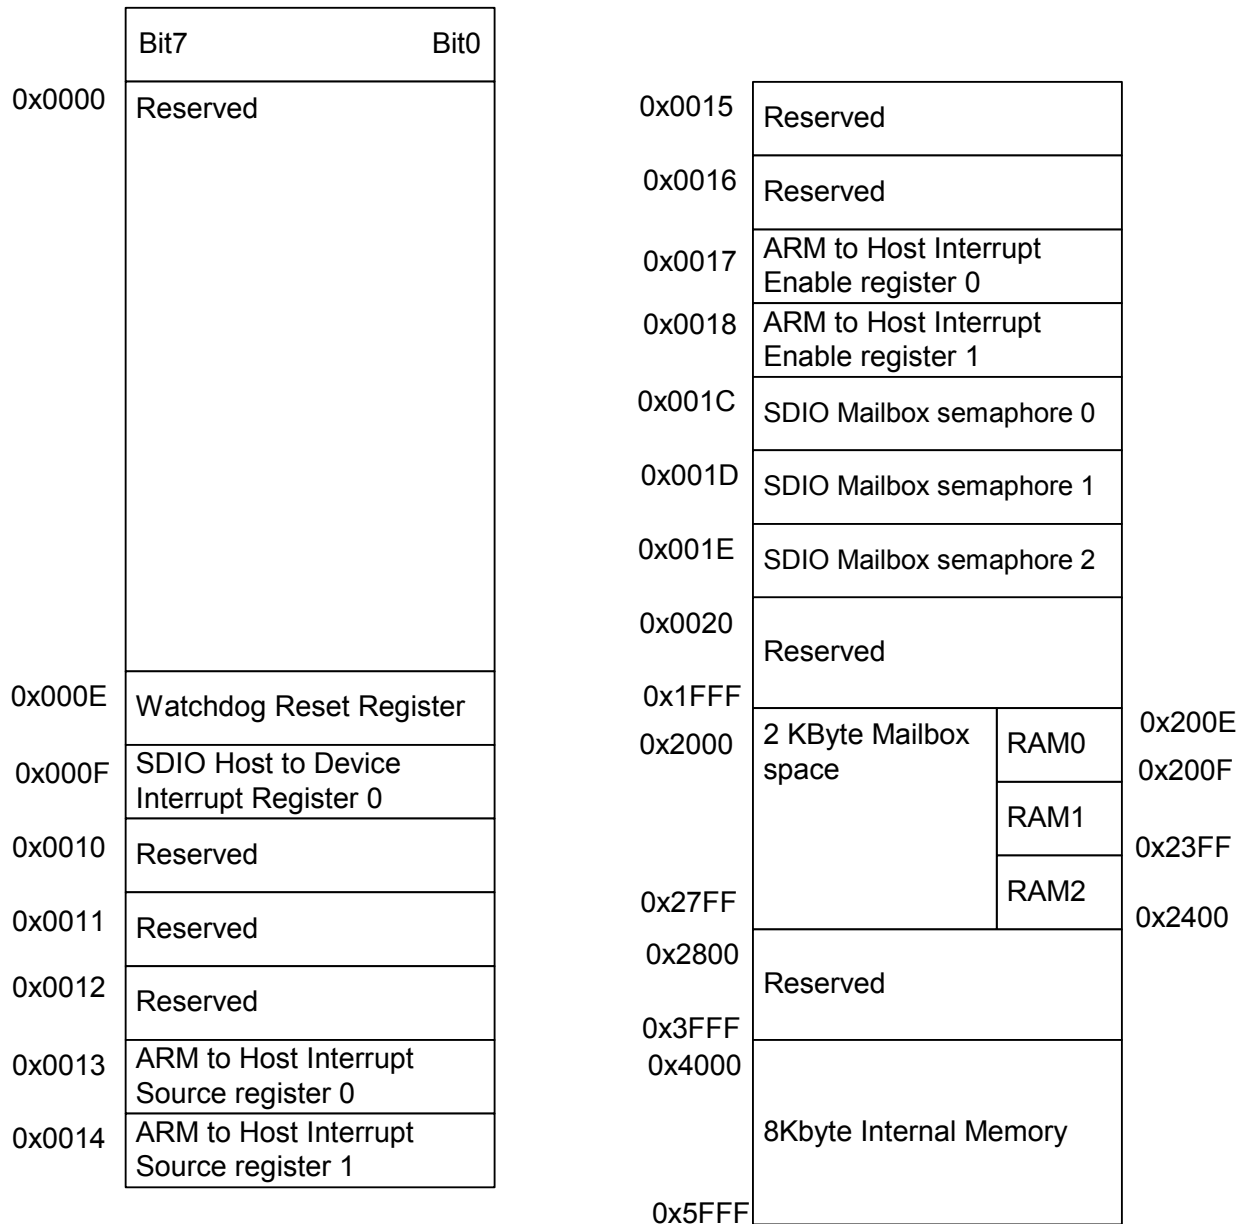 Bit7 Bit0
0x0000 Reserved
0x000E Watchdog Reset Register
0x000F SDIO Host to Device
Interrupt Register 0
0x0010 Reserved
0x0011 Reserved
0x0012 Reserved
0x0013 ARM to Host Interrupt
Source register 0
0x0014 ARM to Host Interrupt
Source register 1
0x0015 Reserved
0x0016 Reserved
0x0017 ARM to Host Interrupt
Enable register 0
0x0018 ARM to Host Interrupt
Enable register 1
0x001C SDIO Mailbox semaphore 0
0x001D SDIO Mailbox semaphore 1
0x001E SDIO Mailbox semaphore 2
0x0020
Reserved
0x1FFF
0x2000 2 KByte Mailbox RAM0 0x200E
space 0x200F
RAM1
0x23FF
0x27FF RAM2
0x2400
0x2800
Reserved
0x3FFF
0x4000
8Kbyte Internal Memory
0x5FFF